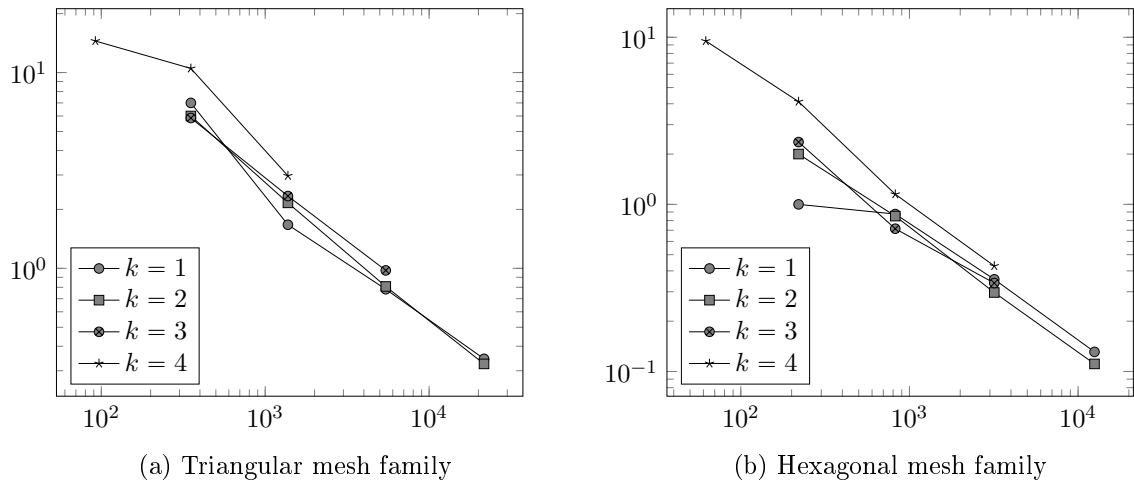 10¹
10⁰
k = 1
k = 2
k = 3
k = 4
10² 10³ 10⁴
(a) Triangular mesh family
10¹
10⁰
10⁻¹
k = 1
k = 2
k = 3
k = 4
10² 10³ 10⁴
(b) Hexagonal mesh family